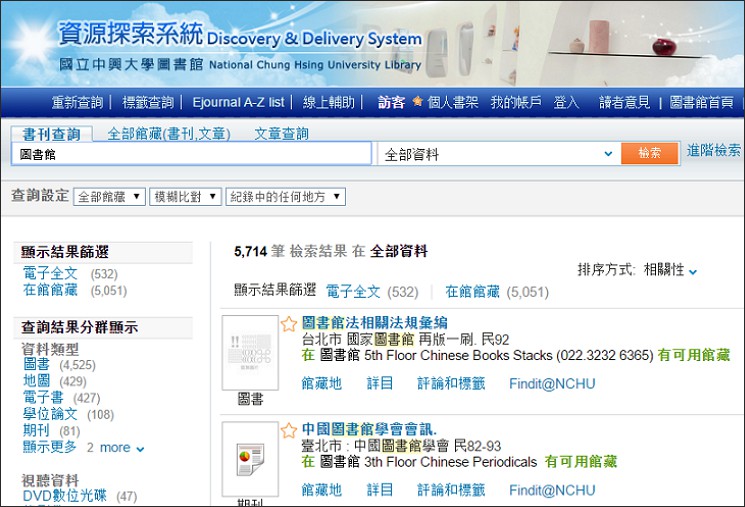 資源探索系統 Discovery & Delivery System
國立中興大學圖書館 National Chung Hsing University Library
重新查詢 | 標籤查詢 | Ejournal A-Z list | 線上輔助 | 訪客 個人書架 我的帳戶 登入 讀者意見 | 圖書館首頁 |
書刊查詢 全部館藏(書刊,文章) 文章查詢
圖書館 全部資料 檢索 進階檢索
查詢設定 全部館藏 模糊比對 紀錄中的任何地方
顯示結果篩選
電子全文 (532)
在館館藏 (5,051)
查詢結果分群顯示
資料類型
圖書 (4,525)
地圖 (429)
電子書 (427)
學位論文 (108)
期刊 (81)
顯示更多 2 more
視聽資料
DVD數位光碟 (47)
5,714 筆 檢索結果 在 全部資料
排序方式: 相關性
顯示結果篩選 電子全文 (532) 在館館藏 (5,051)
圖書館法相關法規彙編
台北市 國家圖書館 再版一刷. 民92
在 圖書館 5th Floor Chinese Books Stacks (022.3232 6365) 有可用館藏
館藏地 詳目 評論和標籤 Findit@NCHU
圖書
中國圖書館學會會訊.
臺北市 : 中國圖書館學會 民82-93
在 圖書館 3th Floor Chinese Periodicals 有可用館藏
館藏地 詳目 評論和標籤 Findit@NCHU
期刊